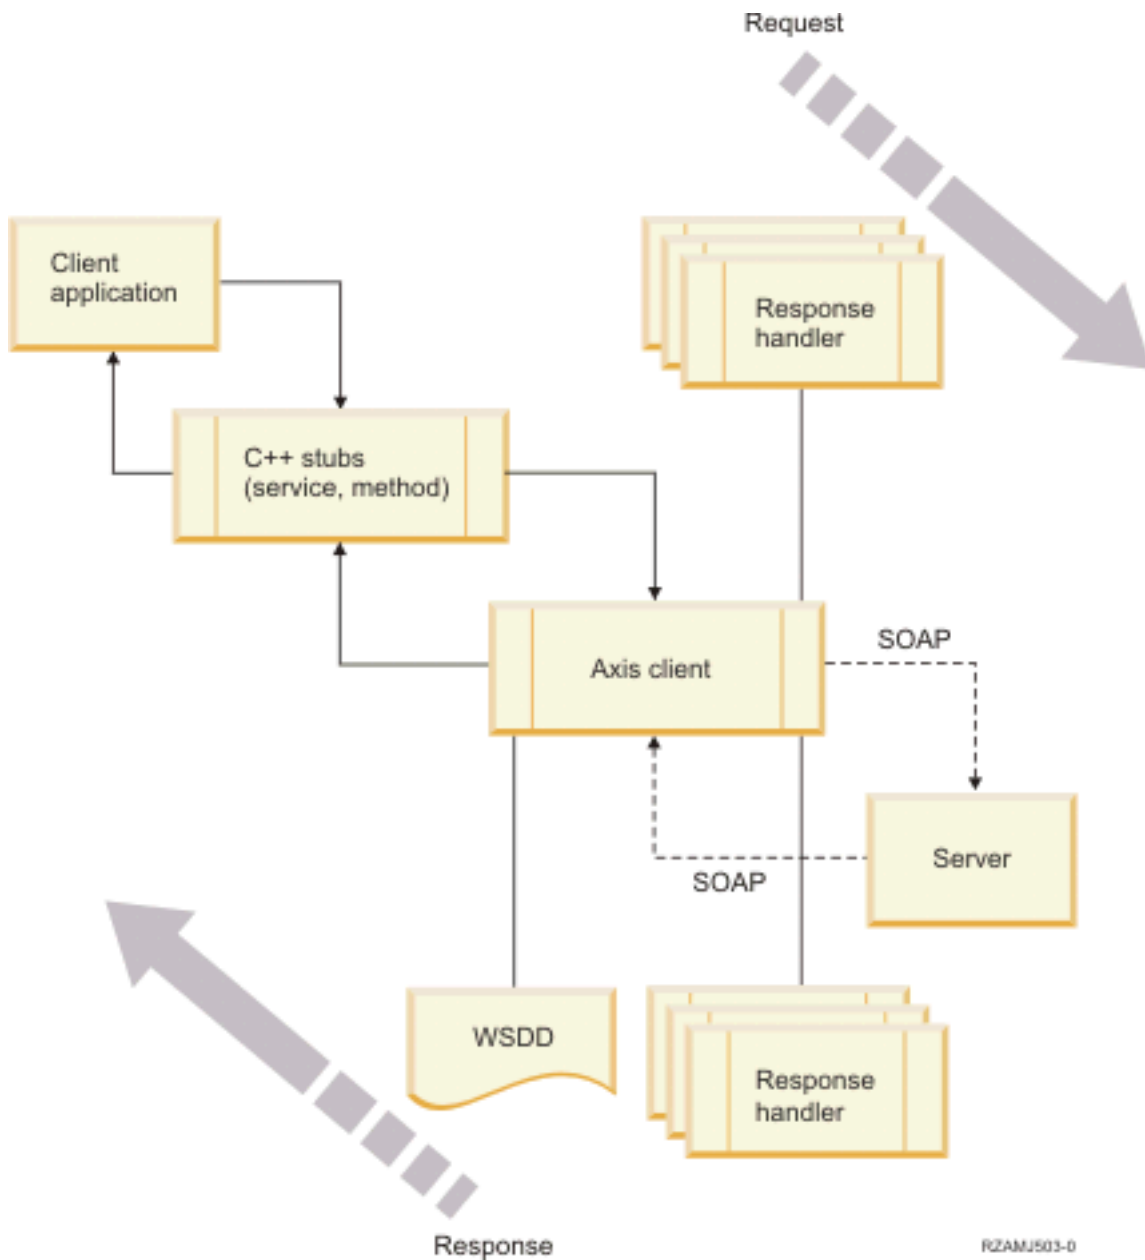 Request
Client
application
Response
handler
C++ stubs
(service, method)
SOAP
Axis client
Server
SOAP
WSDD
Response
handler
Response
RZAMJ503-0